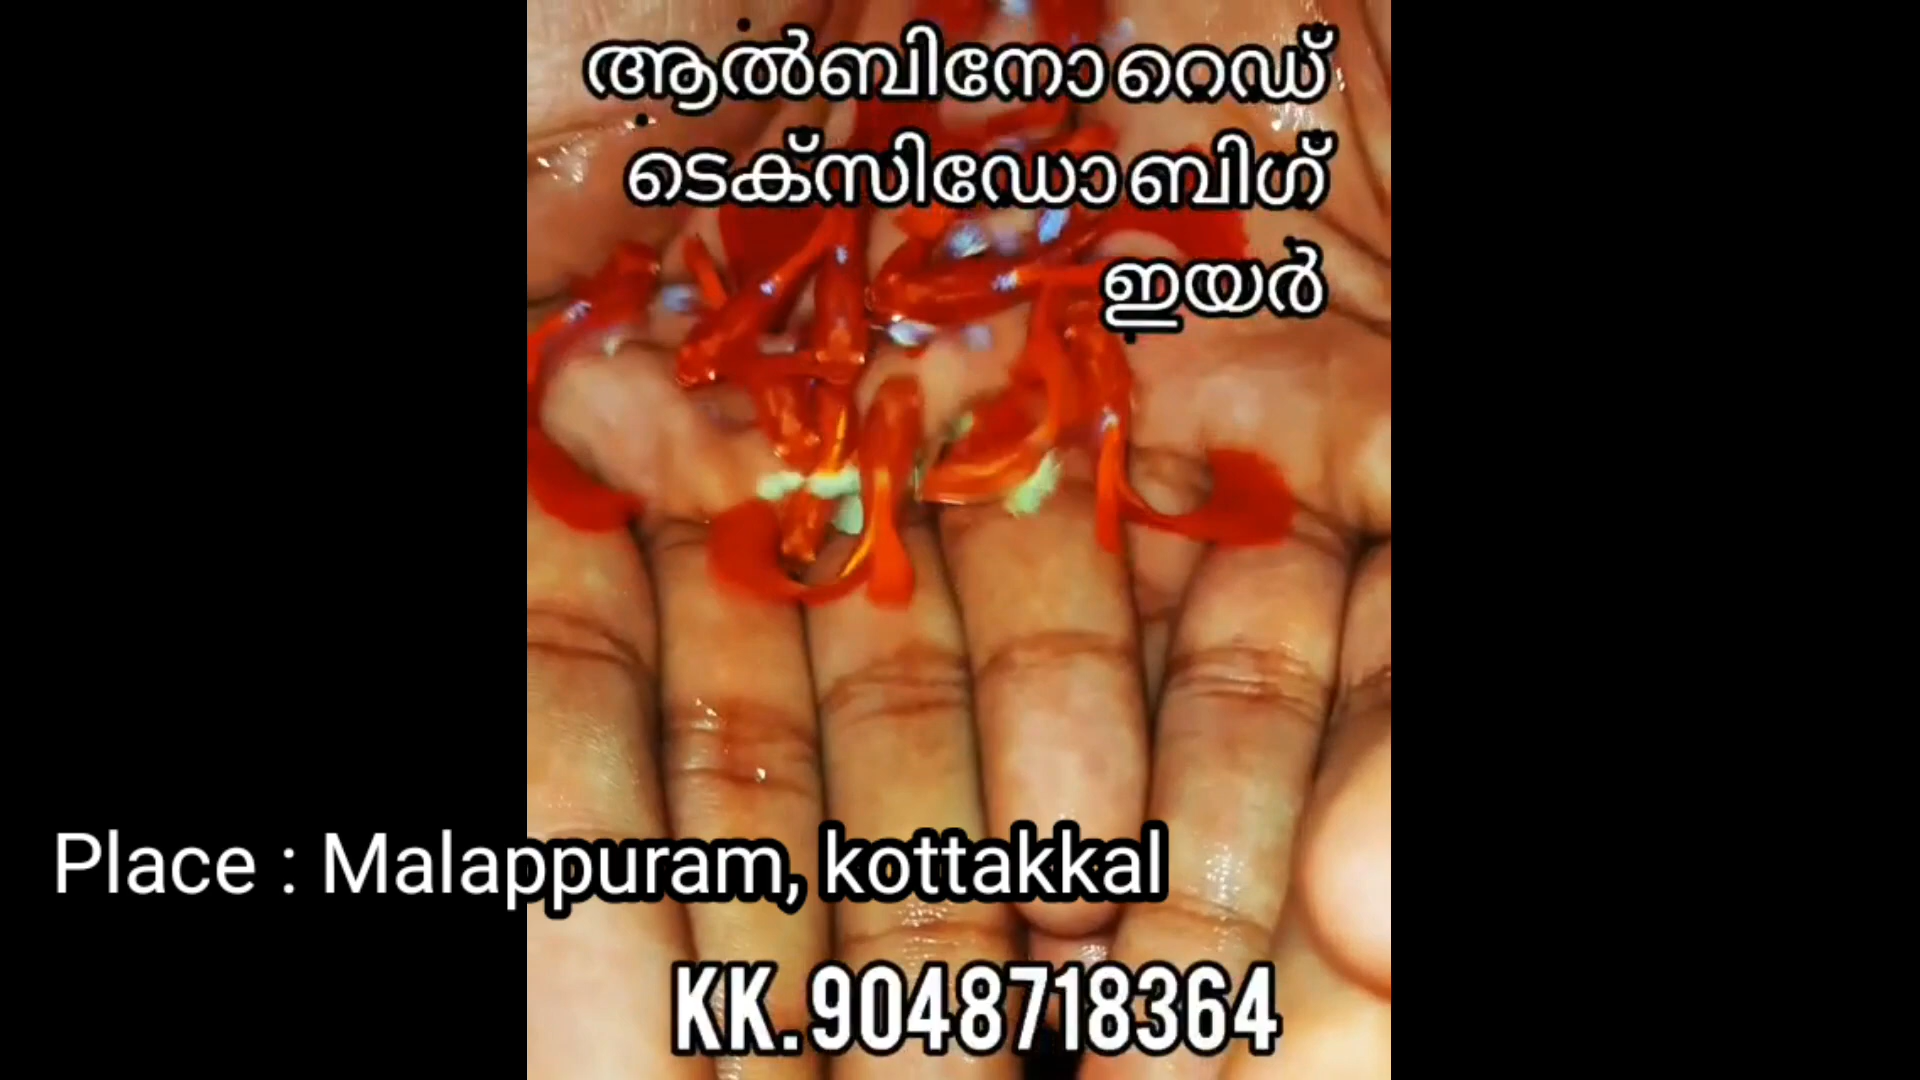 ആൽബിനോ റെഡ്
ടെക്സിഡോ ബിഗ്
ഇയർ
Place : Malappuram, kottakkal
KK.9048718364